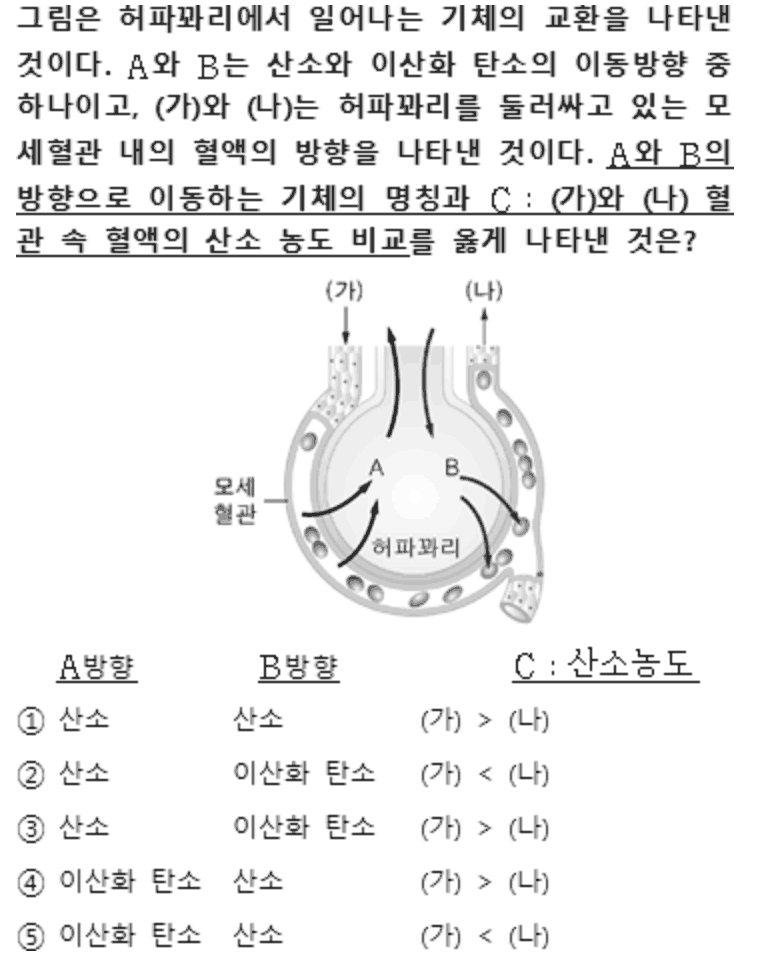 그림은 허파꽈리에서 일어나는 기체의 교환을 나타낸
것이다. A와 B는 산소와 이산화 탄소의 이동방향 중
하나이고, (가)와 (나)는 허파꽈리를 둘러싸고 있는 모
세혈관 내의 혈액의 방향을 나타낸 것이다. A와 B의
방향으로 이동하는 기체의 명칭과 C : (가)와 (나) 혈
관 속 혈액의 산소 농도 비교를 옳게 나타낸 것은?
(가) (나)
A B
모세
혈관
허파꽈리
A방향 B방향 C : 산소농도
① 산소 산소 (가) > (나)
② 산소 이산화 탄소 (가) < (나)
③ 산소 이산화 탄소 (가) > (나)
④ 이산화 탄소 산소 (가) > (나)
⑤ 이산화 탄소 산소 (가) < (나)